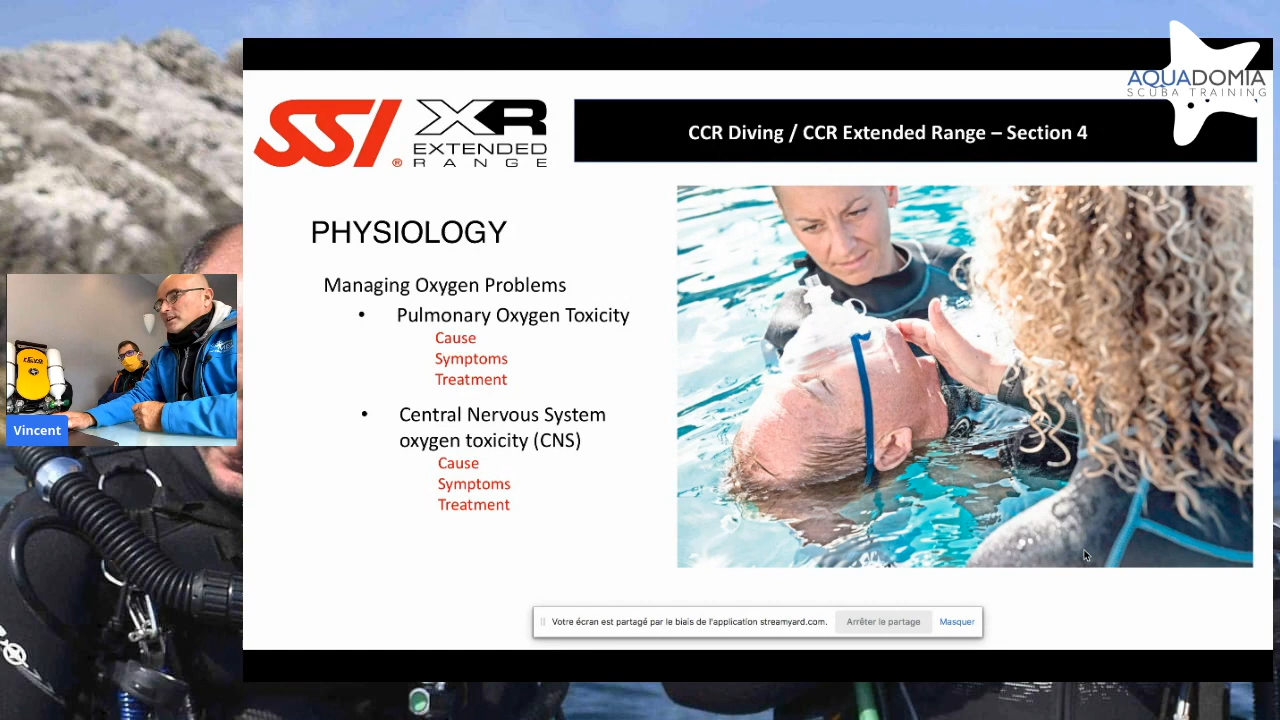 AQUADOMIA
SCUBA TRAINING
SSI®
XR
EXTENDED
RANGE
CCR Diving / CCR Extended Range – Section 4
PHYSIOLOGY
Managing Oxygen Problems
• Pulmonary Oxygen Toxicity
Cause
Symptoms
Treatment
• Central Nervous System
oxygen toxicity (CNS)
Cause
Symptoms
Treatment
Vincent
Votre écran est partagé par le biais de l'application streamyard.com.
Arrêter le partage
Masquer